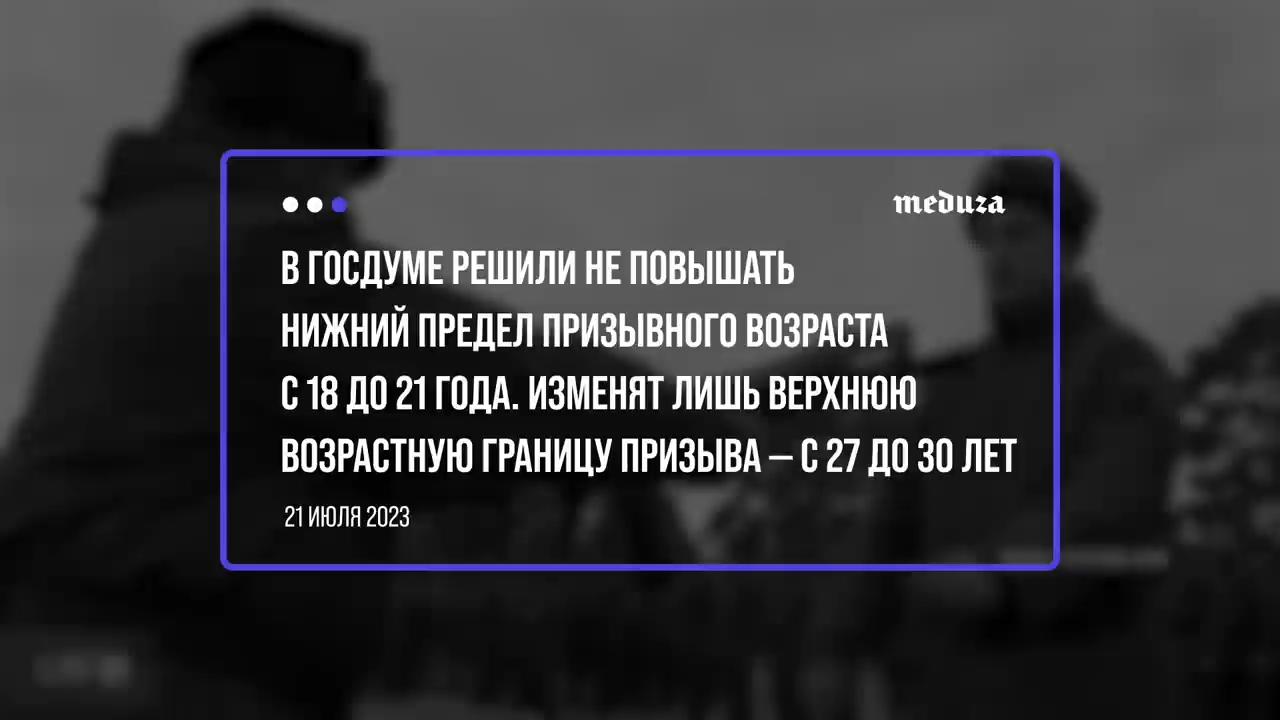 meduza
В ГОСДУМЕ РЕШИЛИ НЕ ПОВЫШАТЬ
НИЖНИЙ ПРЕДЕЛ ПРИЗЫВНОГО ВОЗРАСТА
С 18 ДО 21 ГОДА. ИЗМЕНЯТ ЛИШЬ ВЕРХНЮЮ
ВОЗРАСТНУЮ ГРАНИЦУ ПРИЗЫВА – С 27 ДО 30 ЛЕТ
21 ИЮЛЯ 2023